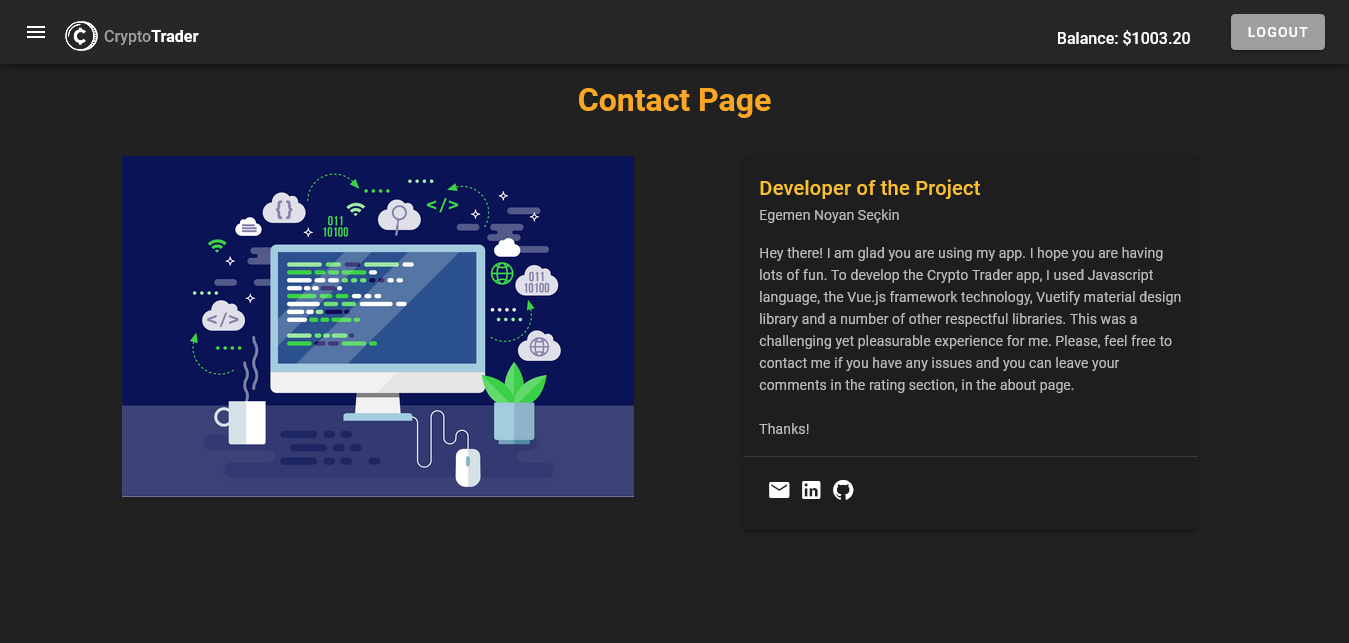 CryptoTrader
Balance: $1003.20
LOGOUT
Contact Page
{ }
011
10100
</>
011
10100
</>
Developer of the Project
Egemen Noyan Seçkin
Hey there! I am glad you are using my app. I hope you are having
lots of fun. To develop the Crypto Trader app, I used Javascript
language, the Vue.js framework technology, Vuetify material design
library and a number of other respectful libraries. This was a
challenging yet pleasurable experience for me. Please, feel free to
contact me if you have any issues and you can leave your
comments in the rating section, in the about page.
Thanks!